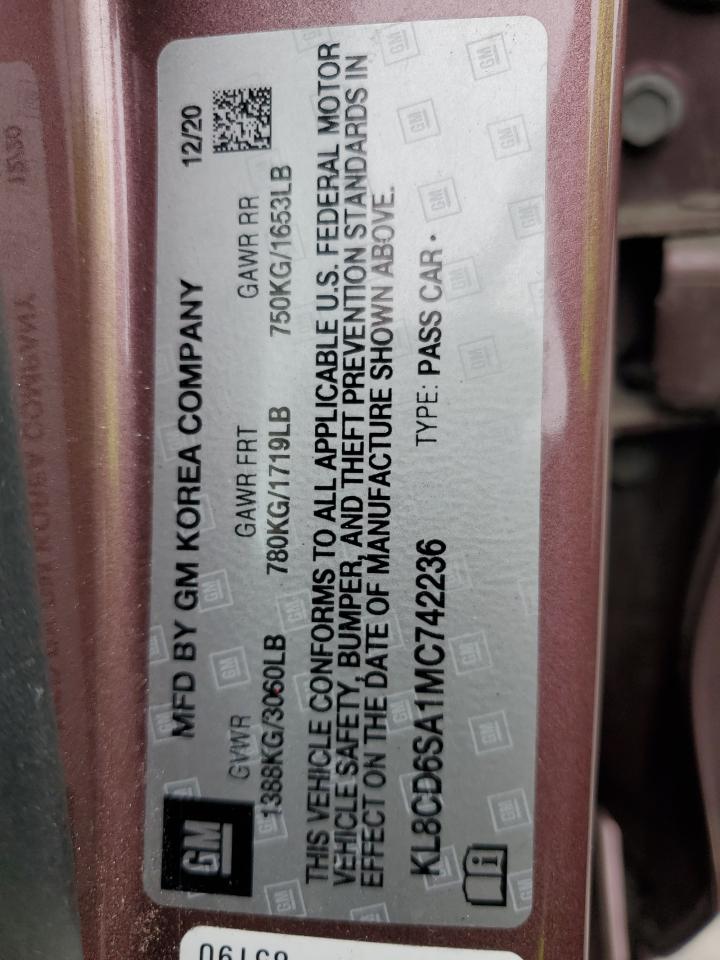 GM
MFD BY GM KOREA COMPANY 12/20
GVWR GAWR FRT GAWR RR
1388KG/3060LB 780KG/1719LB 750KG/1653LB
THIS VEHICLE CONFORMS TO ALL APPLICABLE U.S. FEDERAL MOTOR
VEHICLE SAFETY, BUMPER, AND THEFT PREVENTION STANDARDS IN
EFFECT ON THE DATE OF MANUFACTURE SHOWN ABOVE.
KL8CD6SA1MC742236 TYPE: PASS CAR